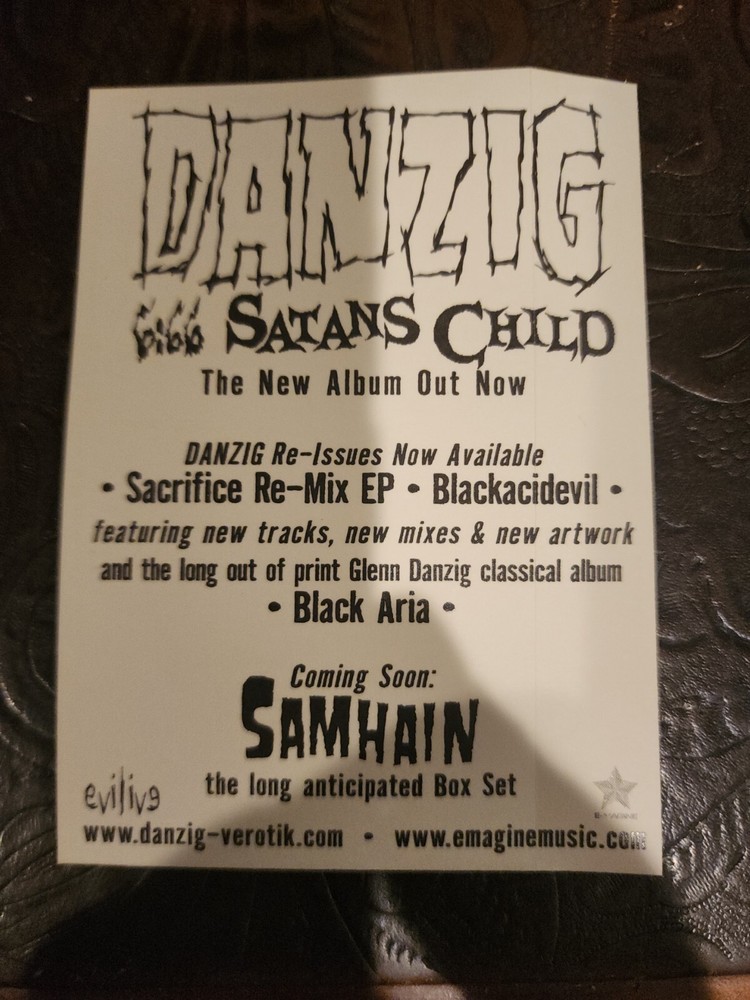 DANZIG
6:66 SATANS CHILD
The New Album Out Now
DANZIG Re-Issues Now Available
• Sacrifice Re-Mix EP • Blackacidevil •
featuring new tracks, new mixes & new artwork
and the long out of print Glenn Danzig classical album
• Black Aria •
Coming Soon:
SAMHAIN
the long anticipated Box Set
evilive
E-MAGINE
www.danzig-verotik.com • www.emaginemusic.com